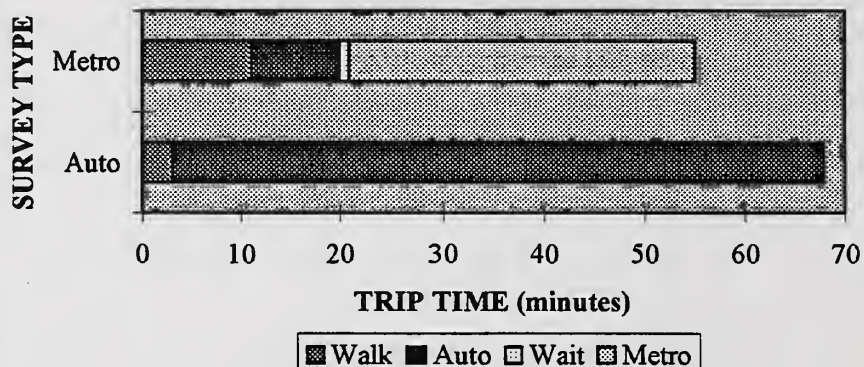 SURVEY TYPE
Metro
Auto
0 10 20 30 40 50 60 70
TRIP TIME (minutes)
Walk Auto Wait Metro